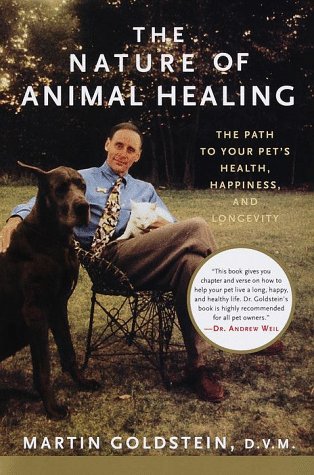 THE
NATURE OF
ANIMAL HEALING
THE PATH
TO YOUR PET'S
HEALTH,
HAPPINESS,
AND
LONGEVITY
"This book gives you
chapter and verse on how to
help your pet live a long, happy,
and healthy life. Dr. Goldstein's
book is highly recommended
for all pet owners."
—DR. ANDREW WEIL
MARTIN GOLDSTEIN, D.V.M.